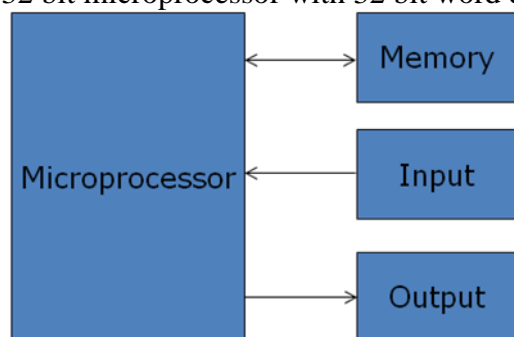 32-bit microprocessor with 32-bit word
Memory
Microprocessor
Input
Output